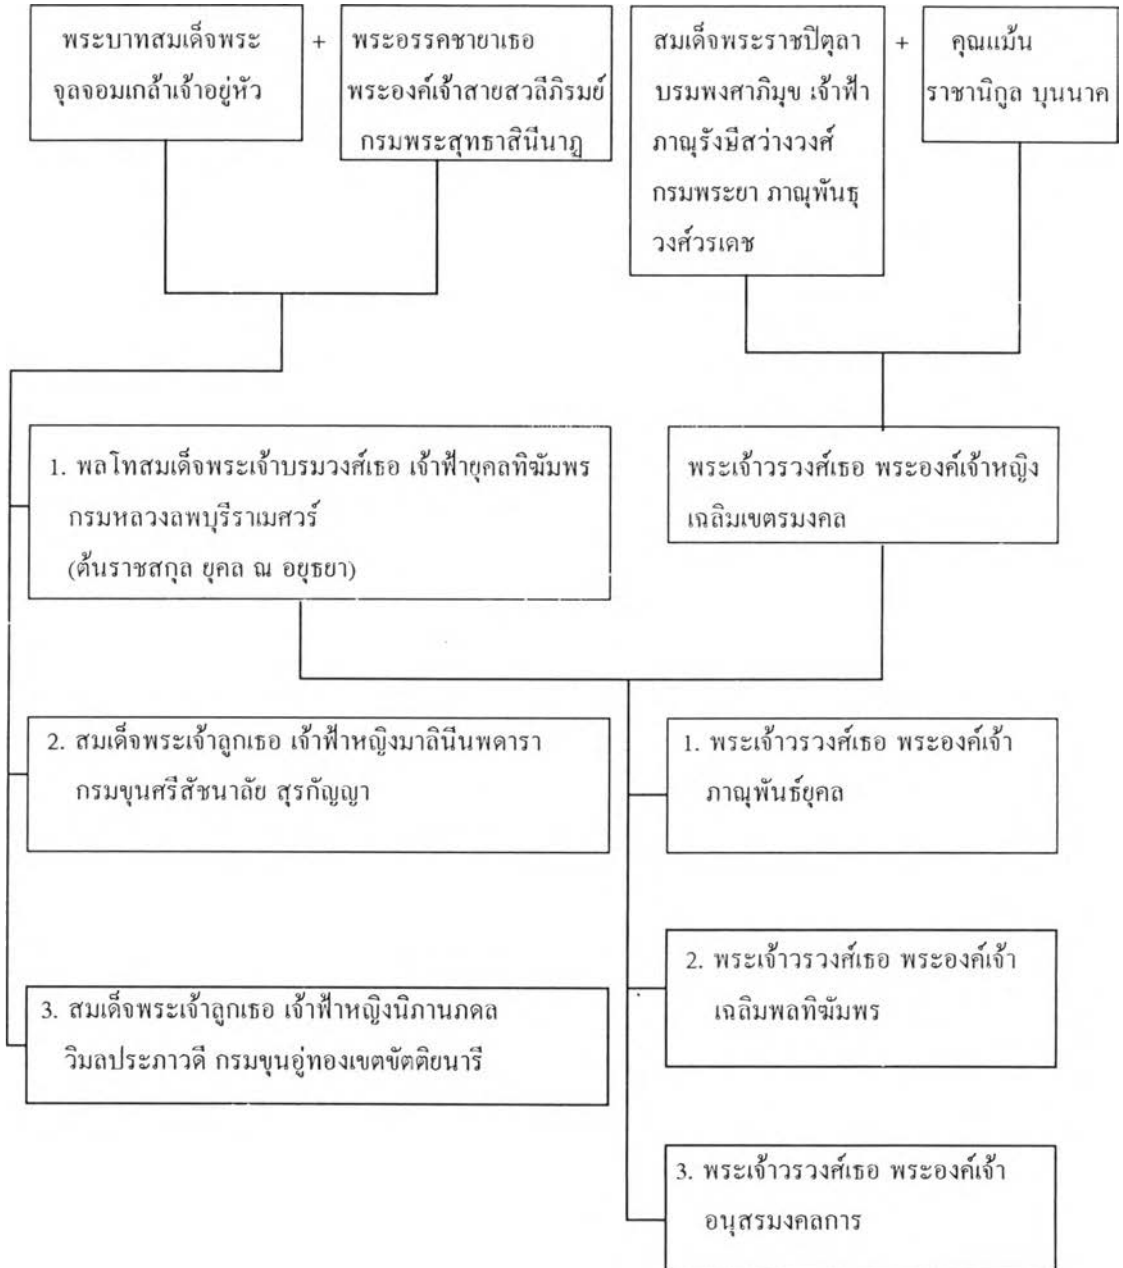 พระบาทสมเด็จพระ
จุลจอมเกล้าเจ้าอยู่หัว
+
พระอรรคชายาเธอ
พระองค์เจ้าสายสวลีภิรมย์
กรมพระสุทธาสินีนาฏ
สมเด็จพระราชปิตุลา
บรมพงศาภิมุข เจ้าฟ้า
ภาณุรังษีสว่างวงศ์
กรมพระยา ภาณุพันธุ
วงศ์วรเดช
+
คุณแม้น
ราชานิกูล บุนนาค
1. พลโทสมเด็จพระเจ้าบรมวงศ์เธอ เจ้าฟ้ายุคลทิฆัมพร
กรมหลวงลพบุรีราเมศวร์
(ต้นราชสกุล ยุคล ณ อยุธยา)
พระเจ้าวรวงศ์เธอ พระองค์เจ้าหญิง
เฉลิมเขตรมงคล
2. สมเด็จพระเจ้าลูกเธอ เจ้าฟ้าหญิงมาลินีนพดารา
กรมขุนศรีสัชนาลัย สุรกัญญา
1. พระเจ้าวรวงศ์เธอ พระองค์เจ้า
ภาณุพันธ์ยุคล
2. พระเจ้าวรวงศ์เธอ พระองค์เจ้า
เฉลิมพลทิฆัมพร
3. สมเด็จพระเจ้าลูกเธอ เจ้าฟ้าหญิงนิภานภดล
วิมลประภาวดี กรมขุนอู่ทองเขตขัตติยนารี
3. พระเจ้าวรวงศ์เธอ พระองค์เจ้า
อนุสรมงคลการ